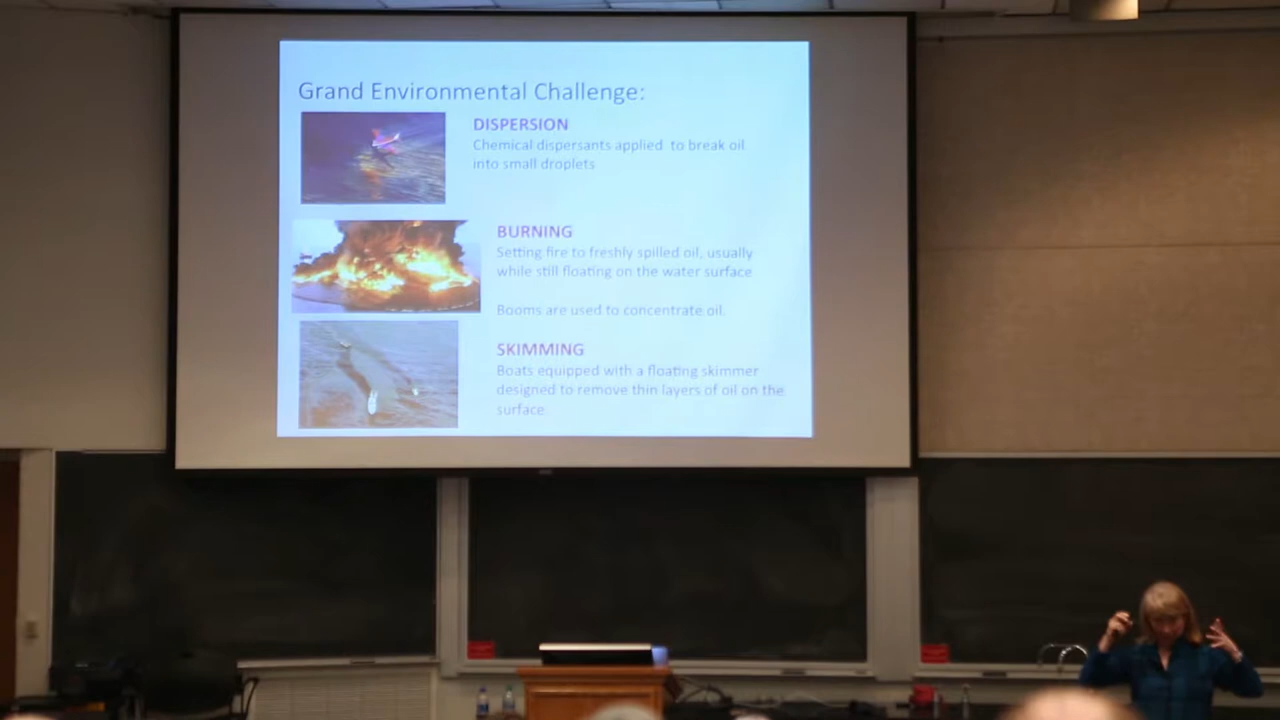 Grand Environmental Challenge:
DISPERSION
Chemical dispersants applied to break oil
into small droplets
BURNING
Setting fire to freshly spilled oil, usually
while still floating on the water surface
Booms are used to concentrate oil.
SKIMMING
Boats equipped with a floating skimmer
designed to remove thin layers of oil on the
surface.